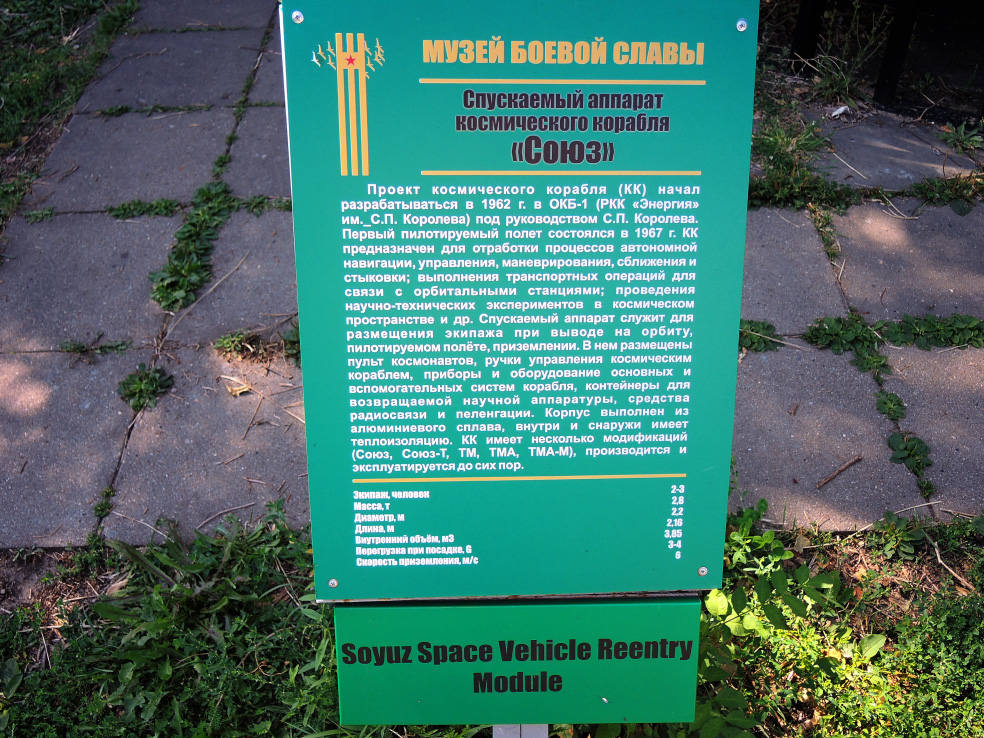 МУЗЕЙ БОЕВОЙ СЛАВЫ
Спускаемый аппарат
космического корабля
«Союз»
Проект космического корабля (КК) начал
разрабатываться в 1962 г. в ОКБ-1 (РКК «Энергия»
им._С.П. Королева) под руководством С.П. Королева.
Первый пилотируемый полет состоялся в 1967 г. КК
предназначен для отработки процессов автономной
навигации, управления, маневрирования, сближения и
стыковки; выполнения транспортных операций для
связи с орбитальными станциями; проведения
научно-технических экспериментов в космическом
пространстве и др. Спускаемый аппарат служит для
размещения экипажа при выводе на орбиту,
пилотируемом полёте, приземлении. В нем размещены
пульт космонавтов, ручки управления космическим
кораблем, приборы и оборудование основных и
вспомогательных систем корабля, контейнеры для
возвращаемой научной аппаратуры, средства
радиосвязи и пеленгации. Корпус выполнен из
алюминиевого сплава, внутри и снаружи имеет
теплоизоляцию. КК имеет несколько модификаций
(Союз, Союз-Т, ТМ, ТМА, ТМА-М), производится и
эксплуатируется до сих пор.
Экипаж, человек 2-3
Масса, т 2,8
Диаметр, м 2,2
Длина, м 2,16
Внутренний объём, м3 3,85
Перегрузка при посадке, G 3-4
Скорость приземления, м/с 6
Soyuz Space Vehicle Reentry
Module